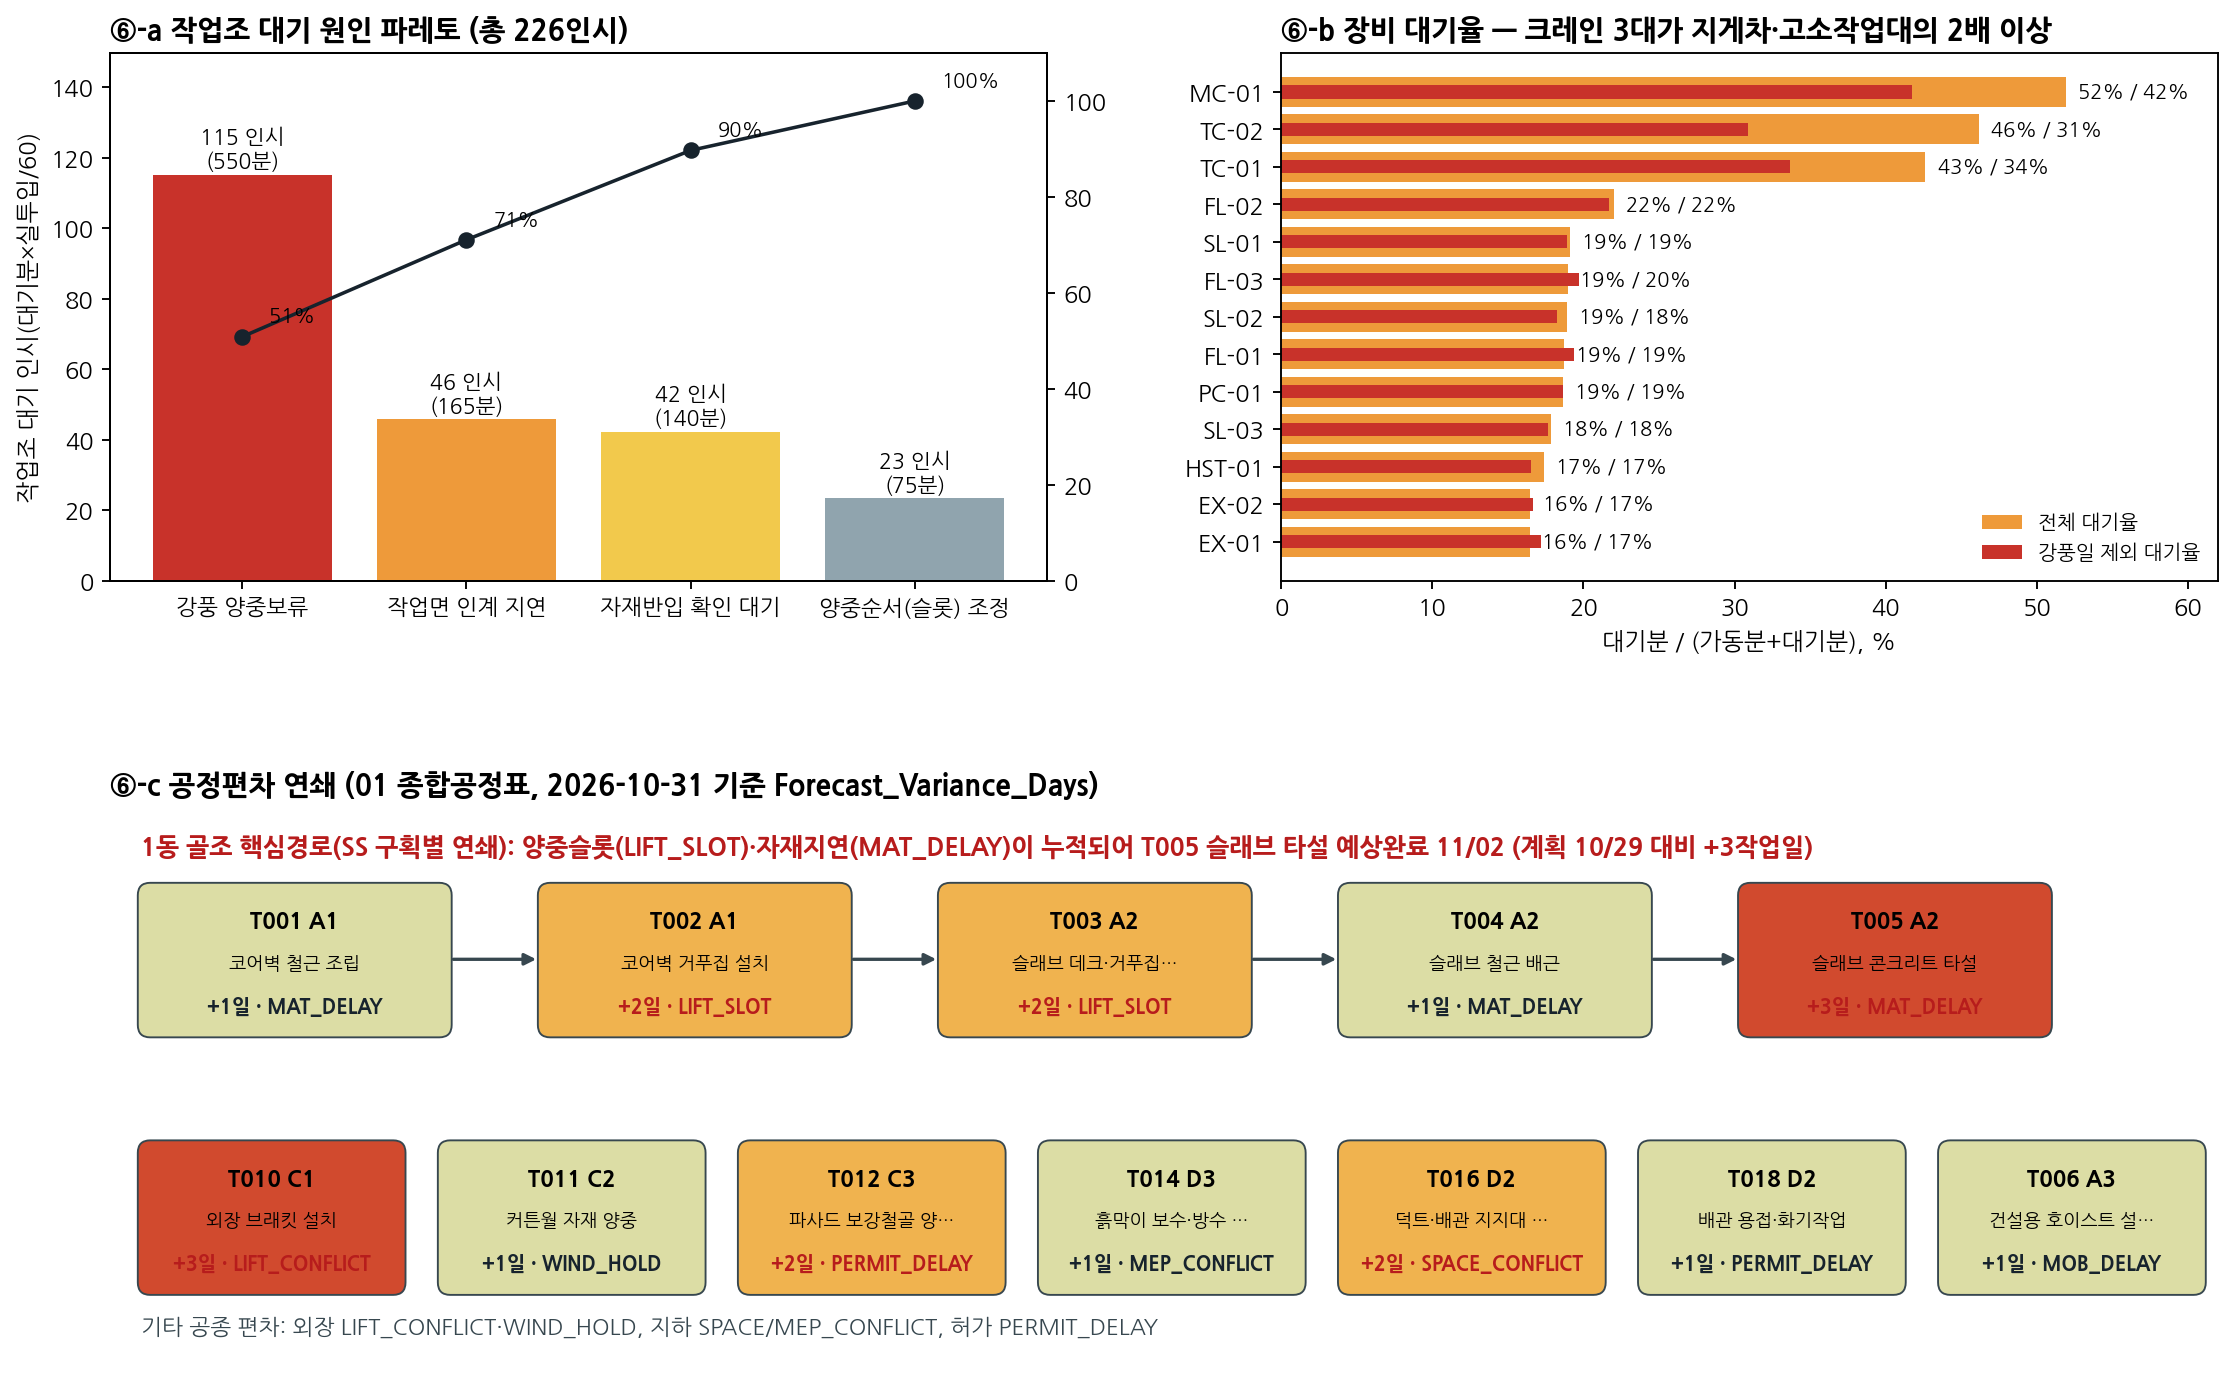 ⑥-a 작업조 대기 원인 파레토 (총 226인시)
작업조 대기 인시(대기분×실투입/60)
140
120
100
80
60
40
20
0
115 인시
(550분)
46 인시
(165분)
42 인시
(140분)
23 인시
(75분)
51%
71%
90%
100%
100
80
60
40
20
0
강풍 양중보류
작업면 인계 지연
자재반입 확인 대기
양중순서(슬롯) 조정
⑥-b 장비 대기율 — 크레인 3대가 지게차·고소작업대의 2배 이상
MC-01 52% / 42%
TC-02 46% / 31%
TC-01 43% / 34%
FL-02 22% / 22%
SL-01 19% / 19%
FL-03 19% / 20%
SL-02 19% / 18%
FL-01 19% / 19%
PC-01 19% / 19%
SL-03 18% / 18%
HST-01 17% / 17%
EX-02 16% / 17%
EX-01 16% / 17%
전체 대기율
강풍일 제외 대기율
0 10 20 30 40 50 60
대기분 / (가동분+대기분), %
⑥-c 공정편차 연쇄 (01 종합공정표, 2026-10-31 기준 Forecast_Variance_Days)
1동 골조 핵심경로(SS 구획별 연쇄): 양중슬롯(LIFT_SLOT)·자재지연(MAT_DELAY)이 누적되어 T005 슬래브 타설 예상완료 11/02 (계획 10/29 대비 +3작업일)
T001 A1
코어벽 철근 조립
+1일 · MAT_DELAY
T002 A1
코어벽 거푸집 설치
+2일 · LIFT_SLOT
T003 A2
슬래브 데크·거푸집…
+2일 · LIFT_SLOT
T004 A2
슬래브 철근 배근
+1일 · MAT_DELAY
T005 A2
슬래브 콘크리트 타설
+3일 · MAT_DELAY
T010 C1
외장 브래킷 설치
+3일 · LIFT_CONFLICT
T011 C2
커튼월 자재 양중
+1일 · WIND_HOLD
T012 C3
파사드 보강철골 양…
+2일 · PERMIT_DELAY
T014 D3
흙막이 보수·방수 …
+1일 · MEP_CONFLICT
T016 D2
덕트·배관 지지대 …
+2일 · SPACE_CONFLICT
T018 D2
배관 용접·화기작업
+1일 · PERMIT_DELAY
T006 A3
건설용 호이스트 설…
+1일 · MOB_DELAY
기타 공종 편차: 외장 LIFT_CONFLICT·WIND_HOLD, 지하 SPACE/MEP_CONFLICT, 허가 PERMIT_DELAY